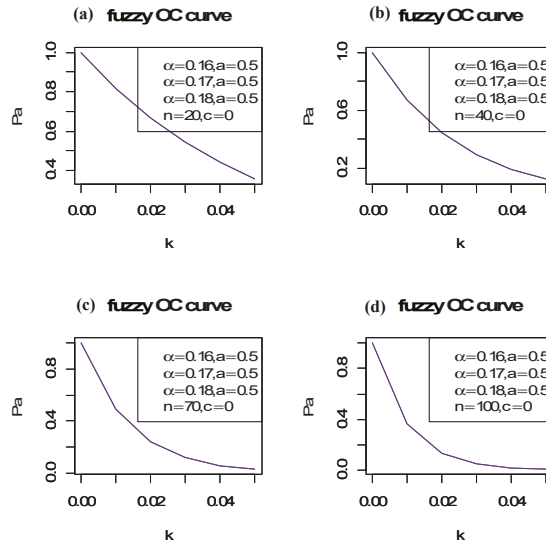 (a) fuzzy OC curve
Pa
1.0
0.8
0.6
0.4
α=0.16,a=0.5
α=0.17,a=0.5
α=0.18,a=0.5
n=20,c=0
0.00 0.02 0.04
k
(b) fuzzy OC curve
Pa
1.0
0.6
0.2
α=0.16,a=0.5
α=0.17,a=0.5
α=0.18,a=0.5
n=40,c=0
0.00 0.02 0.04
k
(c) fuzzy OC curve
Pa
0.8
0.4
0.0
α=0.16,a=0.5
α=0.17,a=0.5
α=0.18,a=0.5
n=70,c=0
0.00 0.02 0.04
k
(d) fuzzy OC curve
Pa
0.8
0.4
0.0
α=0.16,a=0.5
α=0.17,a=0.5
α=0.18,a=0.5
n=100,c=0
0.00 0.02 0.04
k